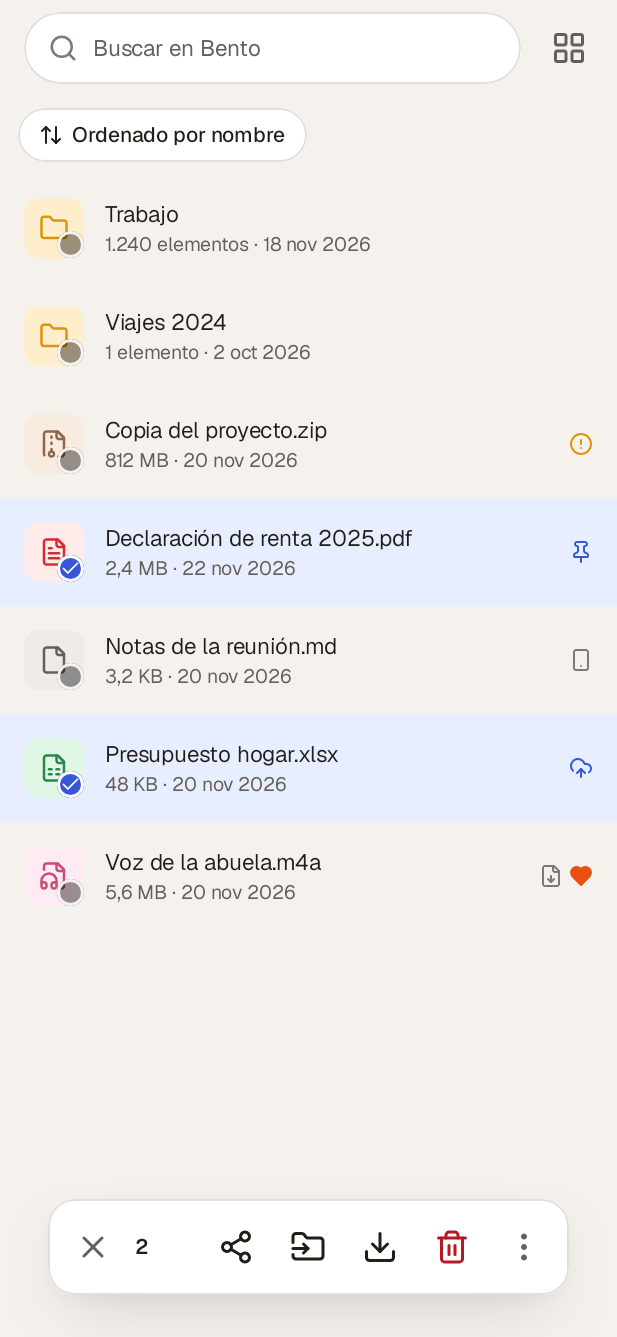 Buscar en Bento
Ordenado por nombre
Trabajo
1.240 elementos · 18 nov 2026
Viajes 2024
1 elemento · 2 oct 2026
Copia del proyecto.zip
812 MB · 20 nov 2026
Declaración de renta 2025.pdf
2,4 MB · 22 nov 2026
Notas de la reunión.md
3,2 KB · 20 nov 2026
Presupuesto hogar.xlsx
48 KB · 20 nov 2026
Voz de la abuela.m4a
5,6 MB · 20 nov 2026
2